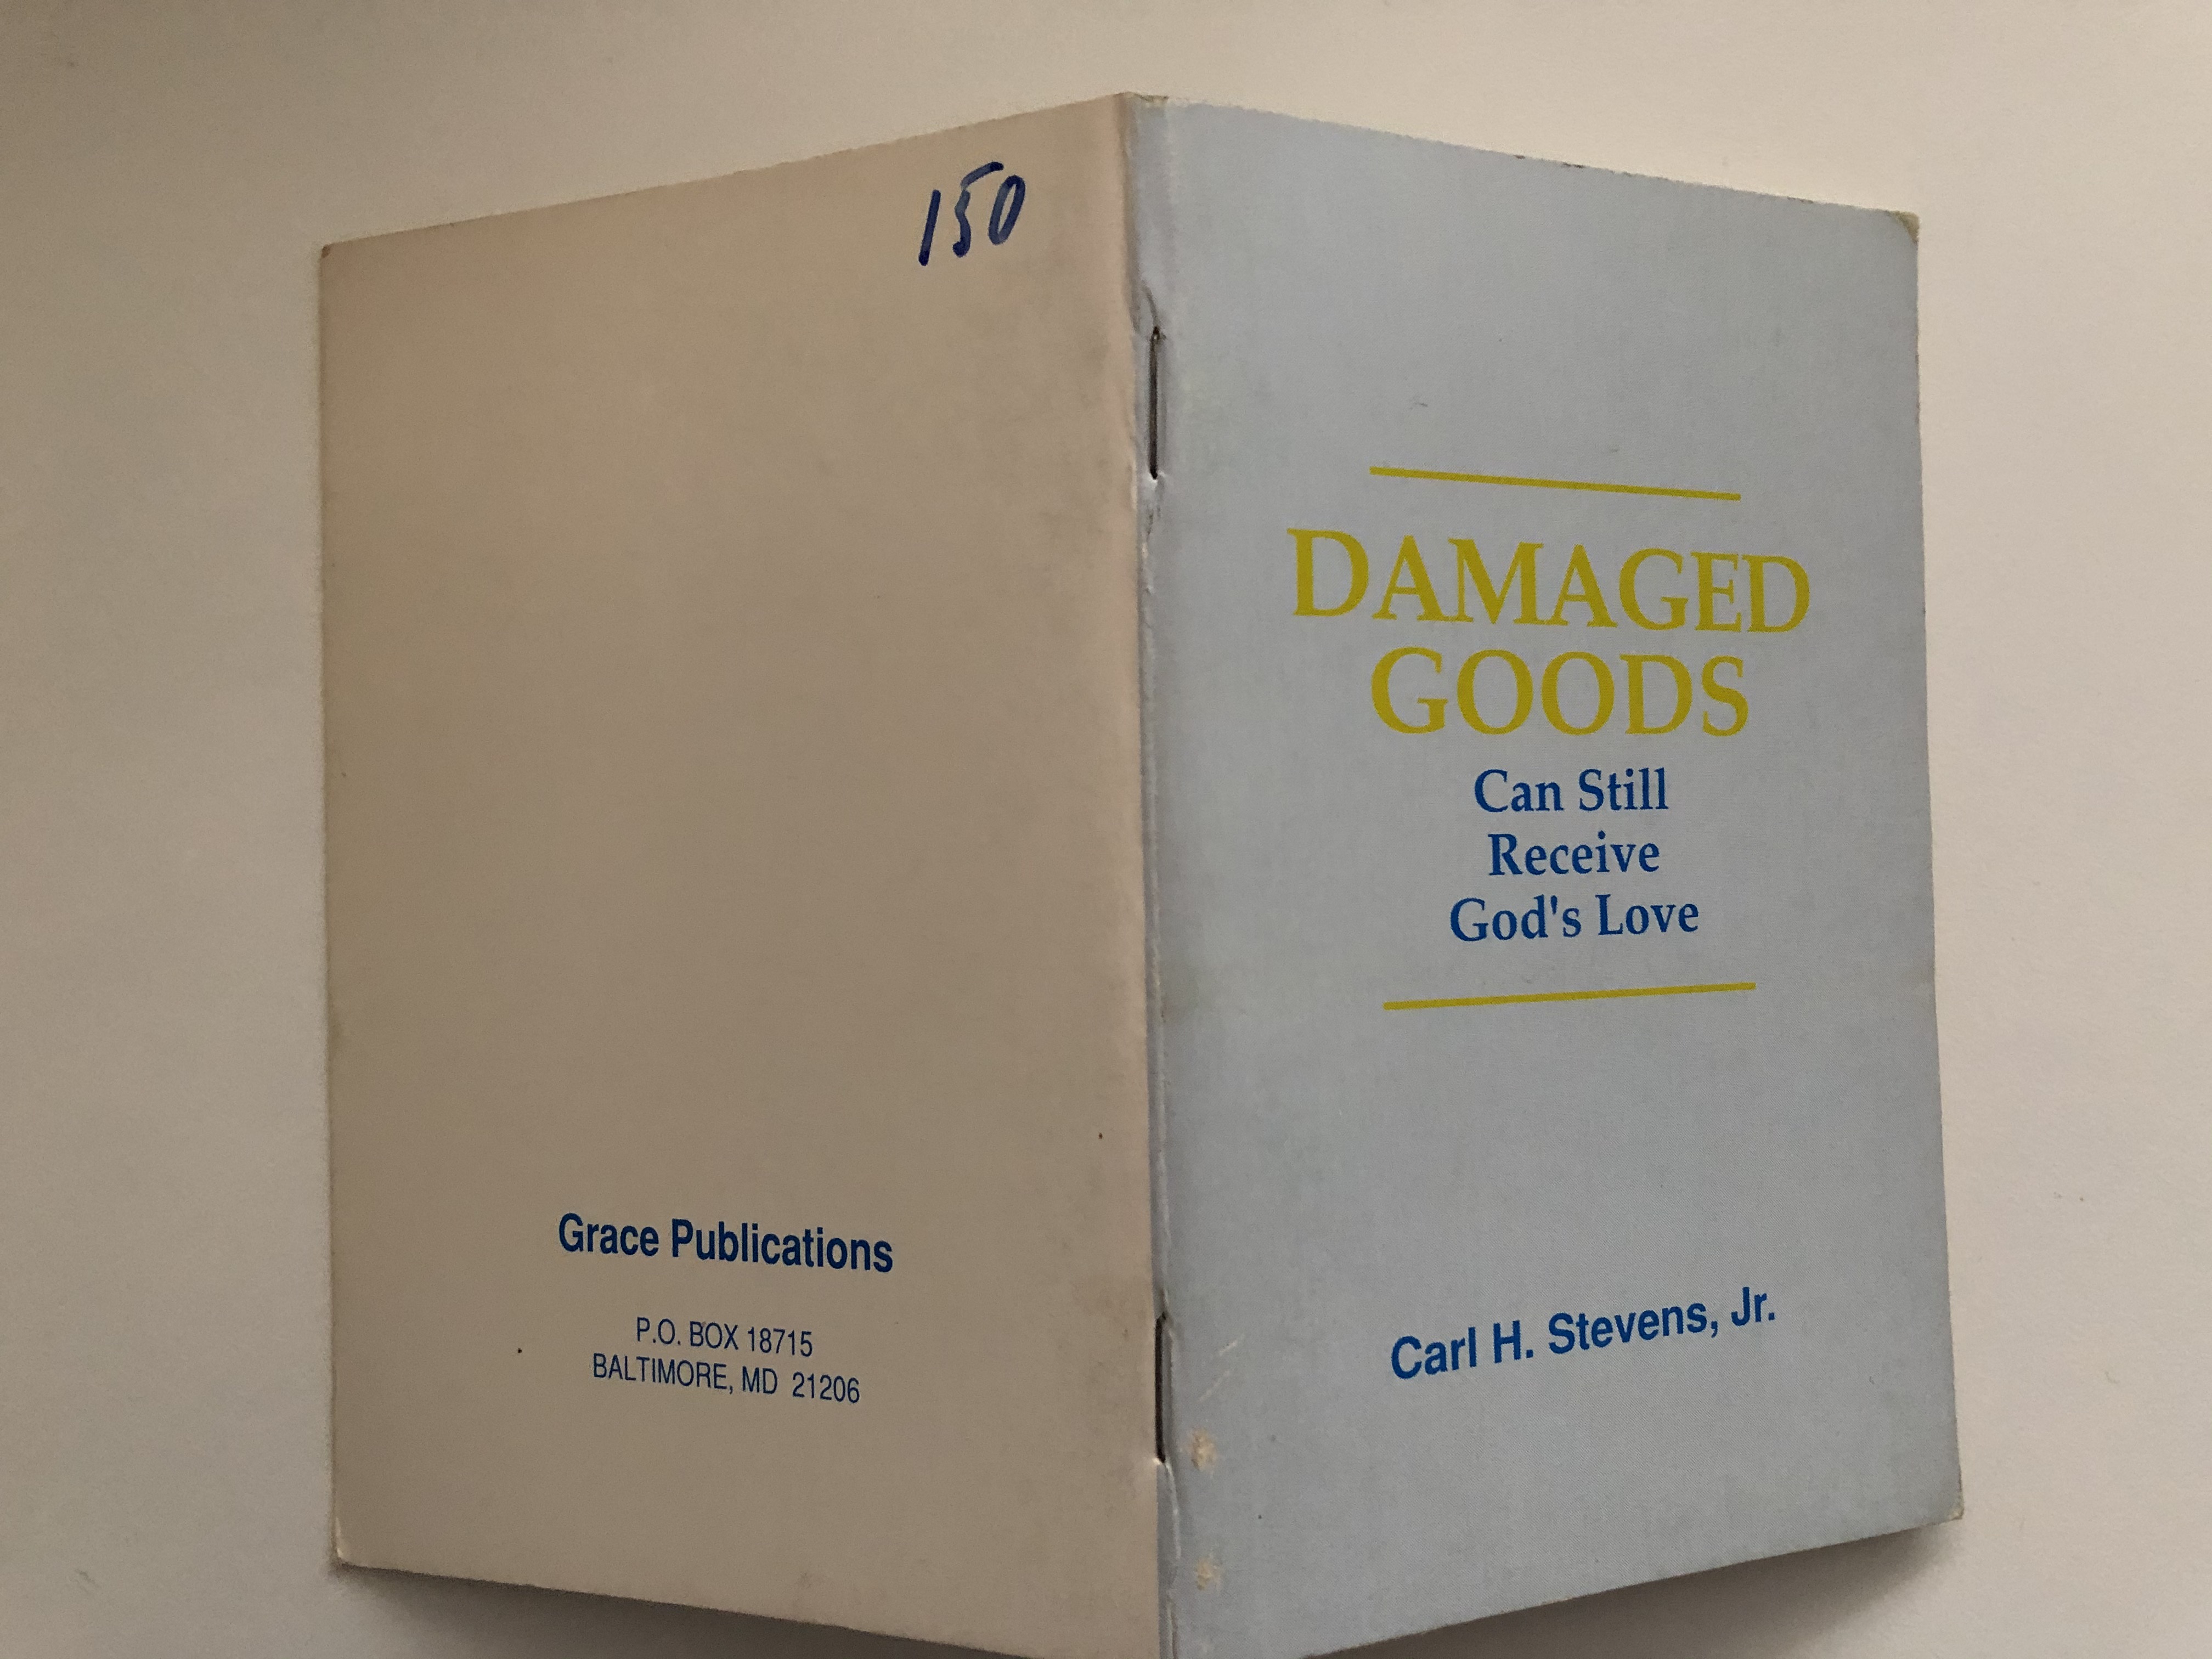 150
Grace Publications
P.O. BOX 18715
BALTIMORE, MD 21206
DAMAGED
GOODS
Can Still
Receive
God's Love
Carl H. Stevens, Jr.